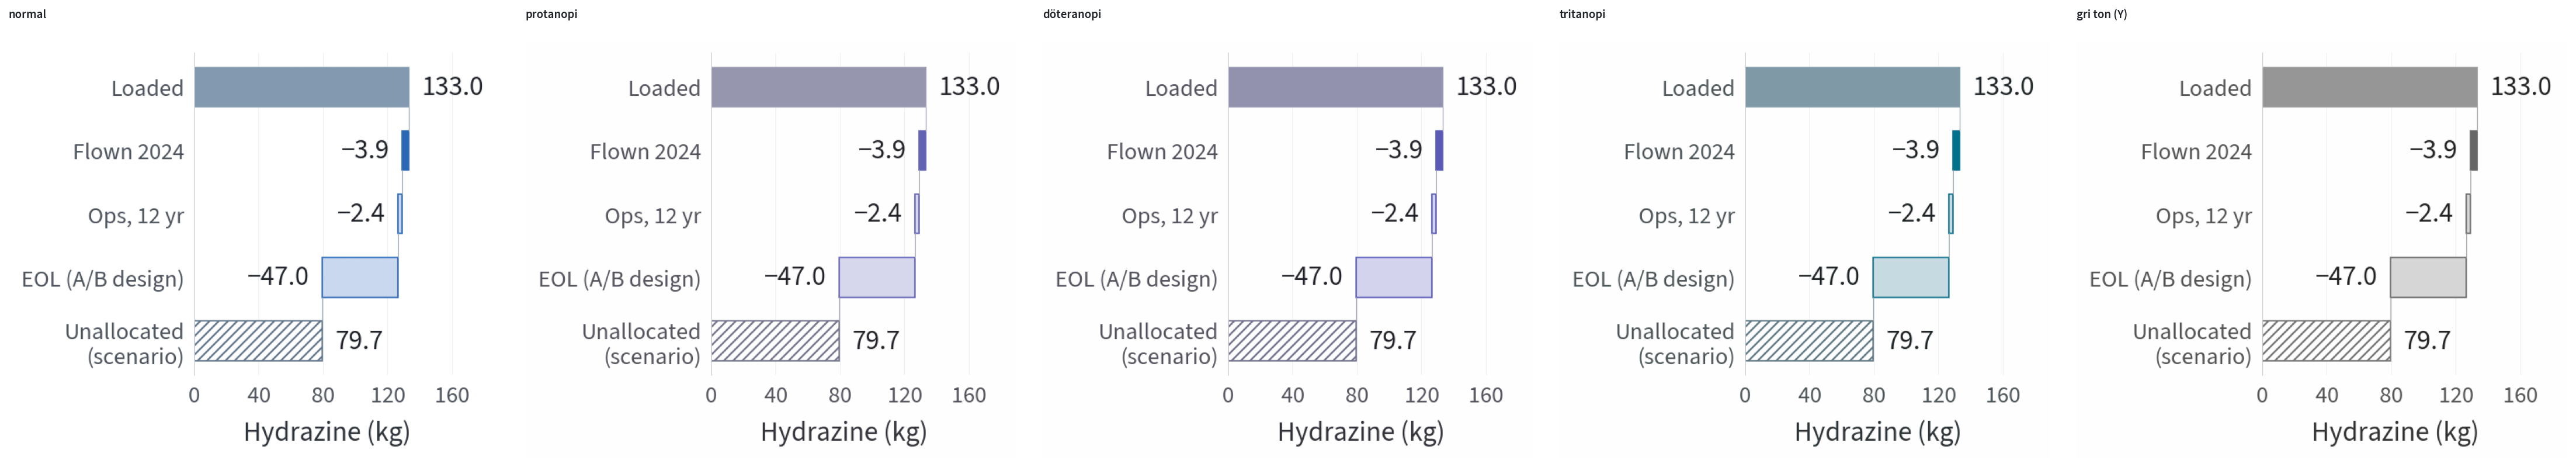 normal
Loaded 133.0
Flown 2024 −3.9
Ops, 12 yr −2.4
EOL (A/B design) −47.0
Unallocated
(scenario) 79.7
0 40 80 120 160
Hydrazine (kg)
protanopi
Loaded 133.0
Flown 2024 −3.9
Ops, 12 yr −2.4
EOL (A/B design) −47.0
Unallocated
(scenario) 79.7
0 40 80 120 160
Hydrazine (kg)
döteranopi
Loaded 133.0
Flown 2024 −3.9
Ops, 12 yr −2.4
EOL (A/B design) −47.0
Unallocated
(scenario) 79.7
0 40 80 120 160
Hydrazine (kg)
tritanopi
Loaded 133.0
Flown 2024 −3.9
Ops, 12 yr −2.4
EOL (A/B design) −47.0
Unallocated
(scenario) 79.7
0 40 80 120 160
Hydrazine (kg)
gri ton (Y)
Loaded 133.0
Flown 2024 −3.9
Ops, 12 yr −2.4
EOL (A/B design) −47.0
Unallocated
(scenario) 79.7
0 40 80 120 160
Hydrazine (kg)